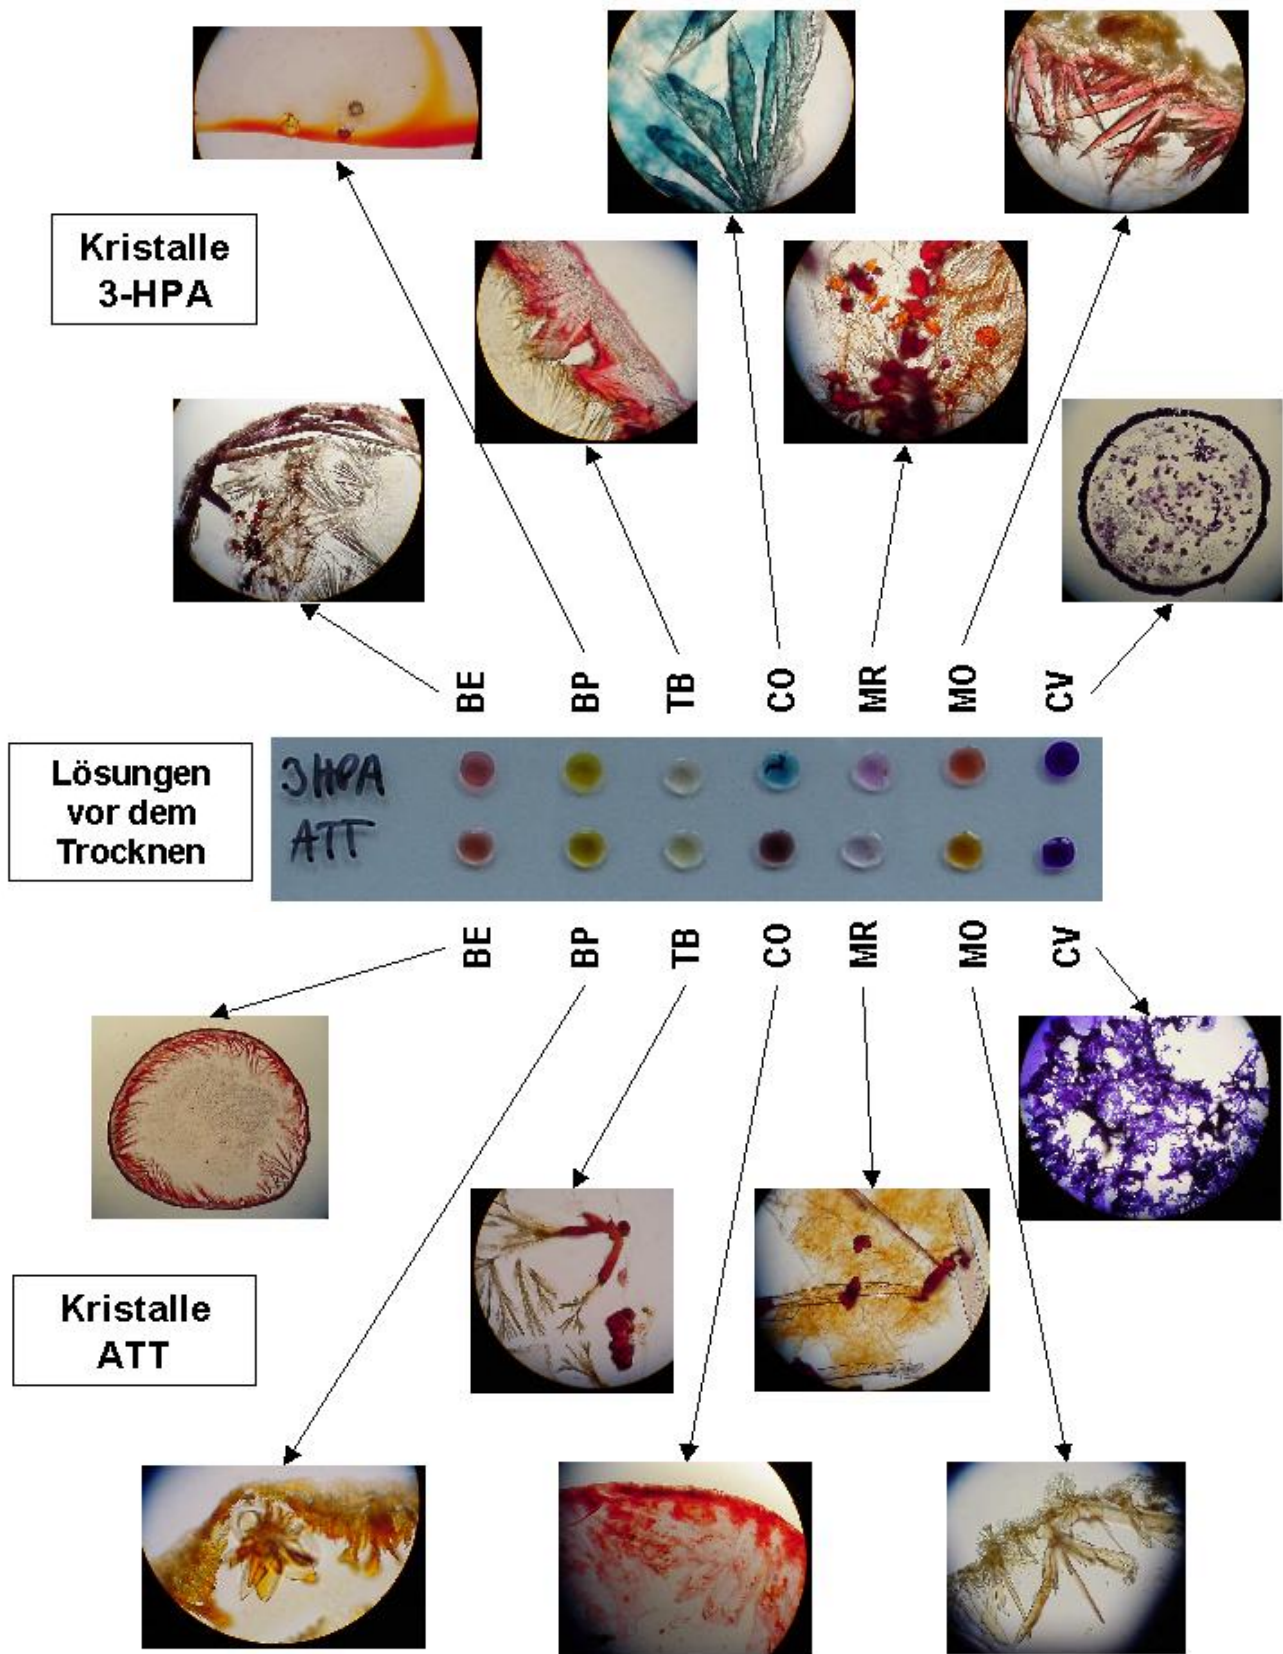 Kristalle
3-HPA
BE
BP
TB
CO
MR
MO
CV
Lösungen
vor dem
Trocknen
3HPA
ATT
BE
BP
TB
CO
MR
MO
CV
Kristalle
ATT